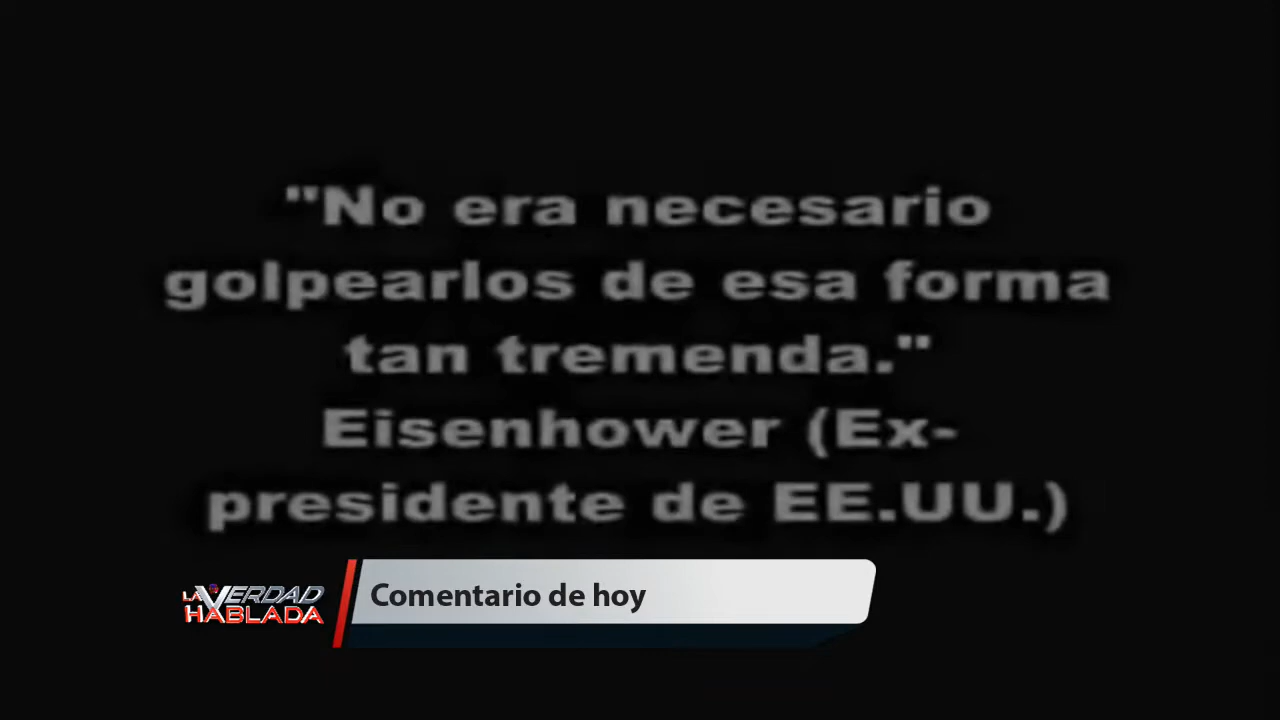 "No era necesario
golpearlos de esa forma
tan tremenda."
Eisenhower (Ex-
presidente de EE.UU.)
LA VERDAD
HABLADA
Comentario de hoy